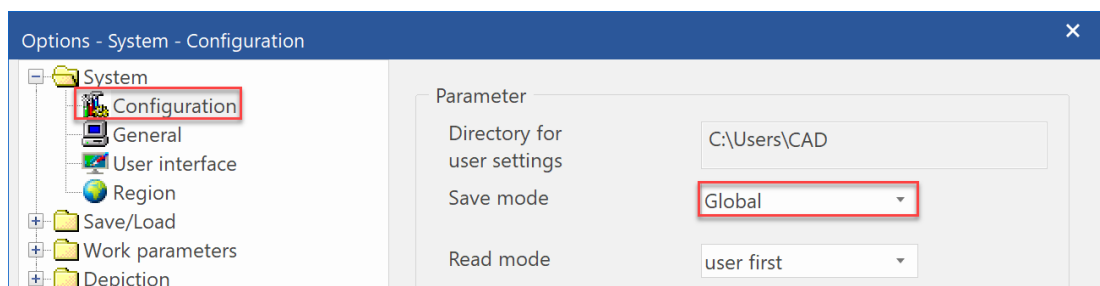 Options - System - Configuration
System
Configuration
General
User interface
Region
Save/Load
Work parameters
Depiction
Parameter
Directory for
user settings
C:\Users\CAD
Save mode
Global
Read mode
user first